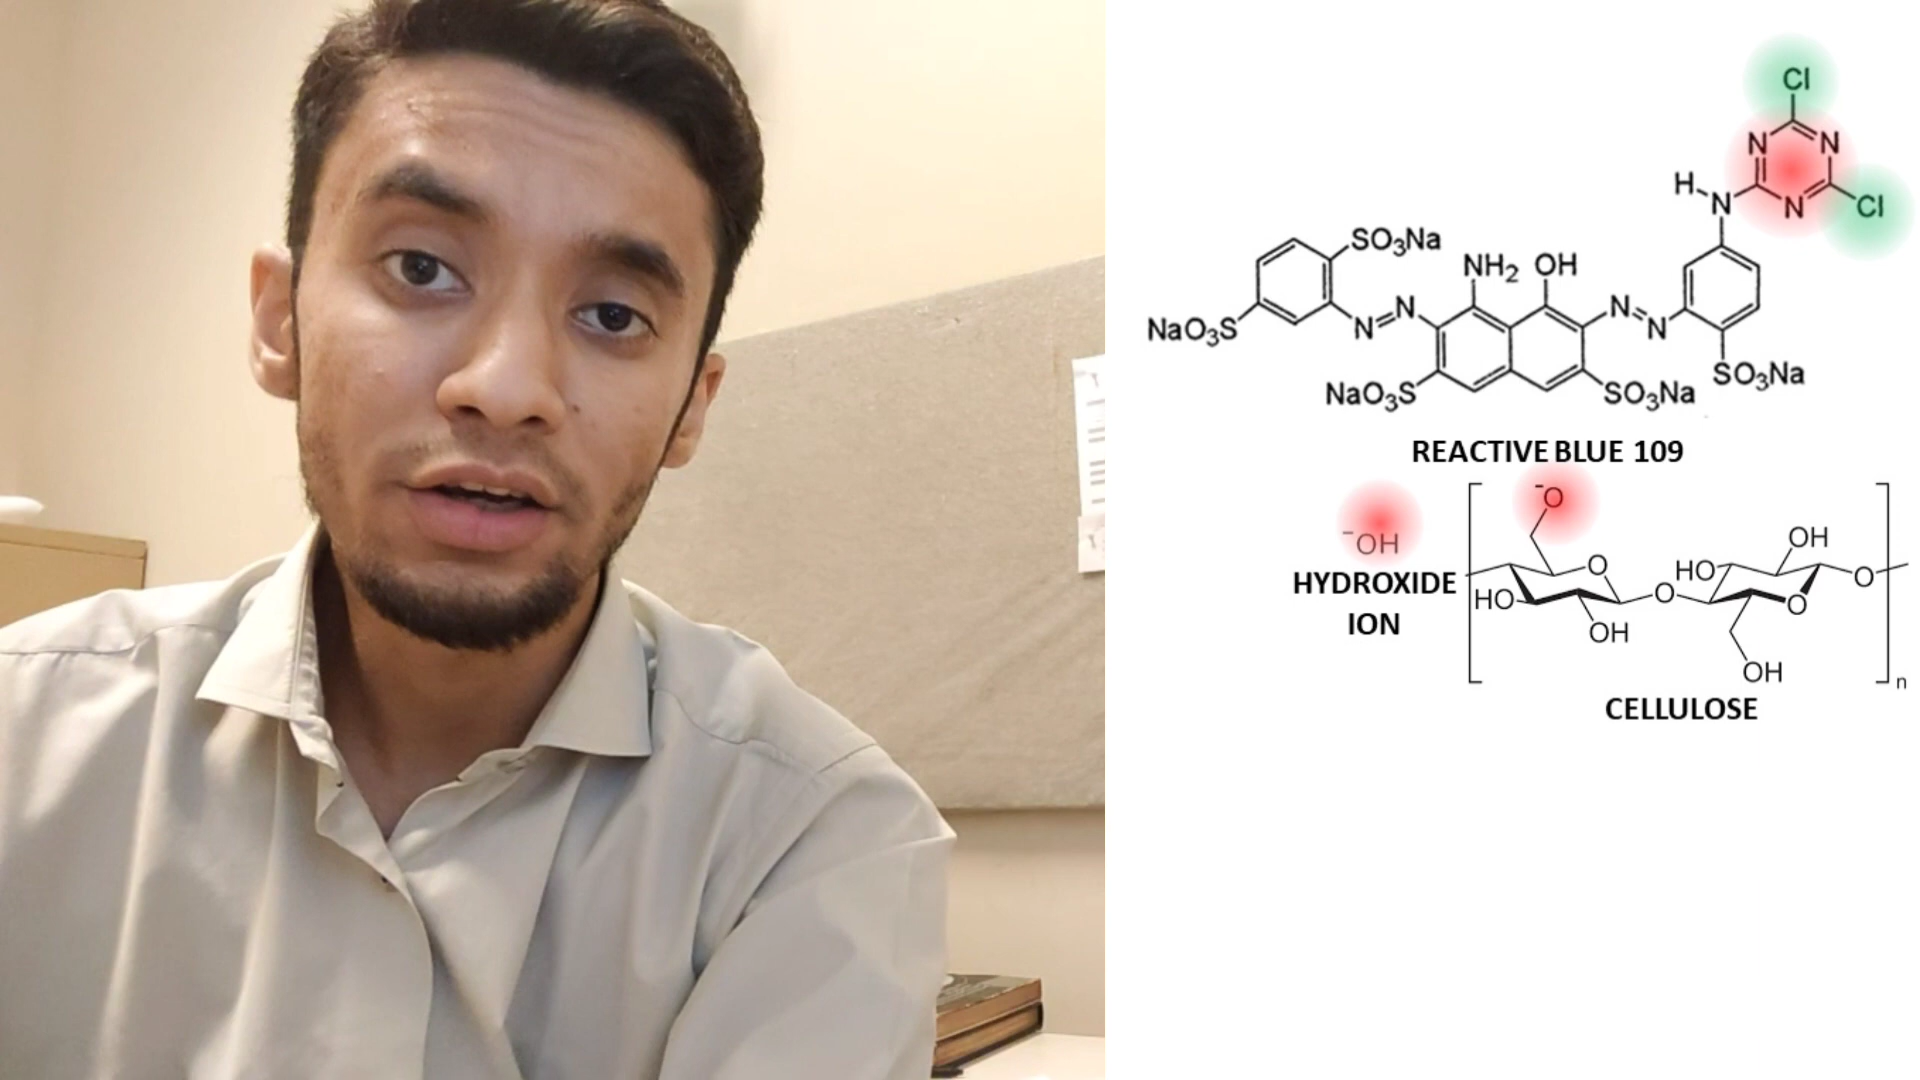 Cl
N
N
H
N
N
Cl
SO₃Na
NH₂
OH
N
N
N
N
NaO₃S
NaO₃S
SO₃Na
SO₃Na
REACTIVE BLUE 109
⁻O
⁻OH
OH
HO
O
O
HYDROXIDE
ION
HO
O
O
OH
OH
n
CELLULOSE